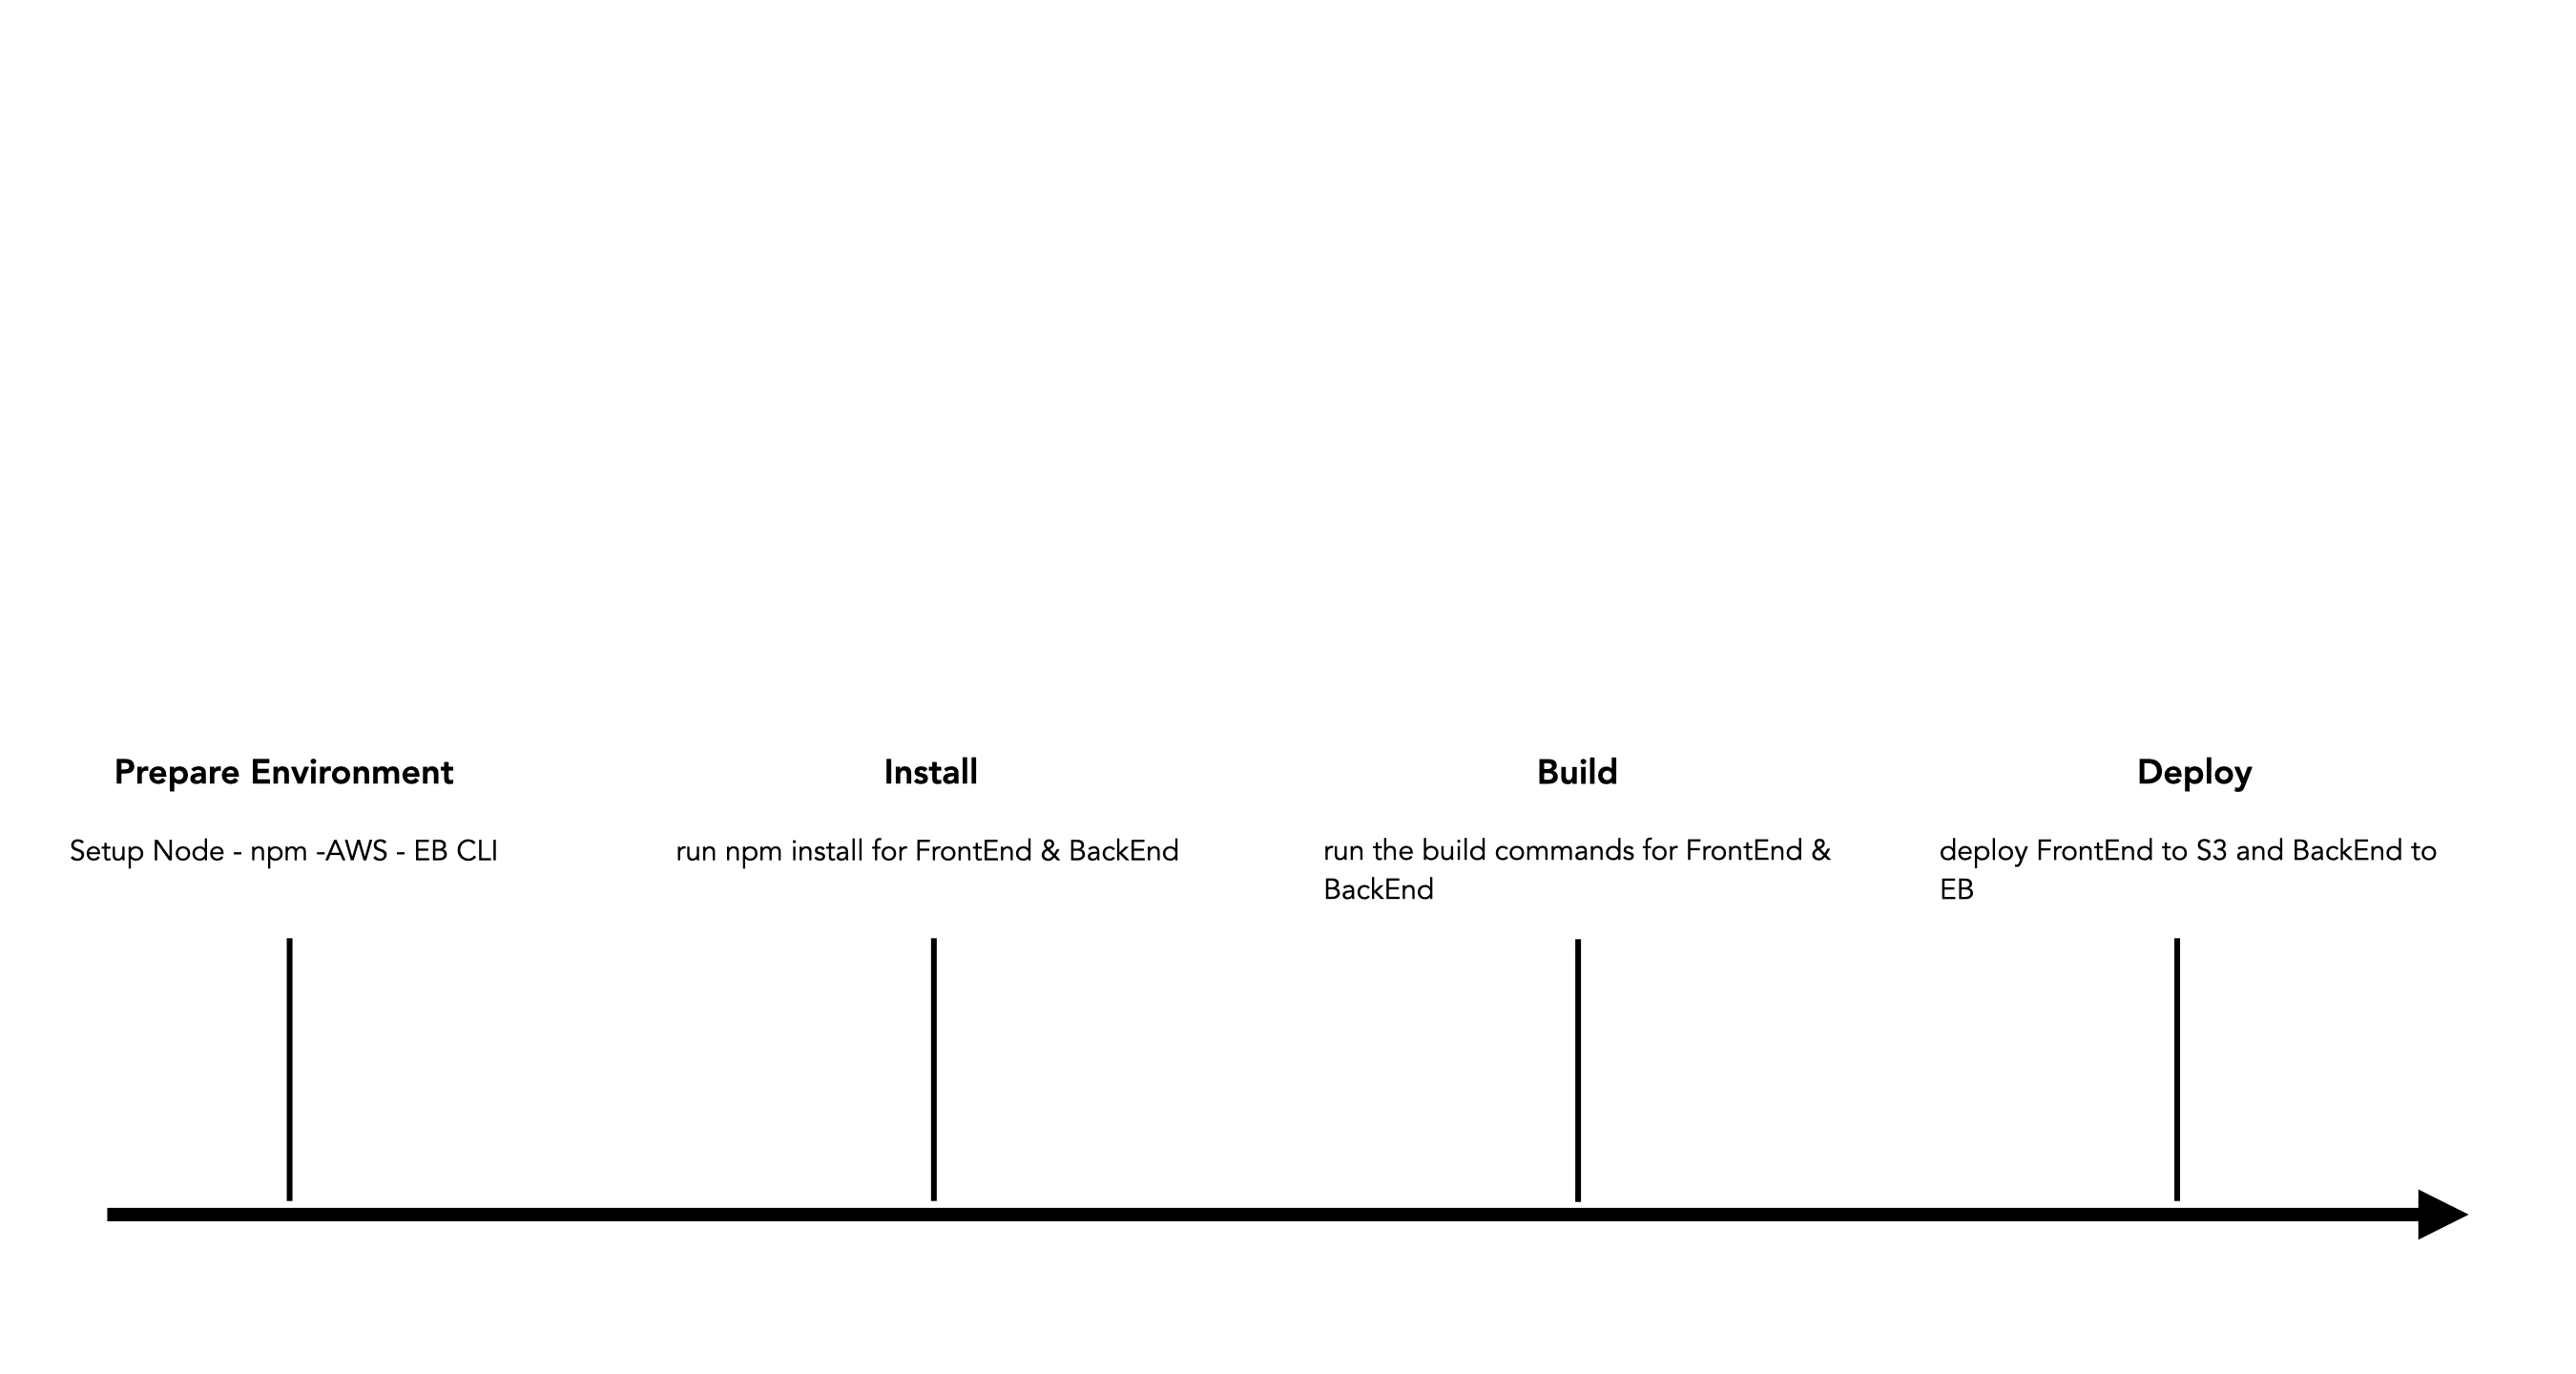 Prepare Environment
Setup Node - npm -AWS - EB CLI
Install
run npm install for FrontEnd & BackEnd
Build
run the build commands for FrontEnd &
BackEnd
Deploy
deploy FrontEnd to S3 and BackEnd to
EB